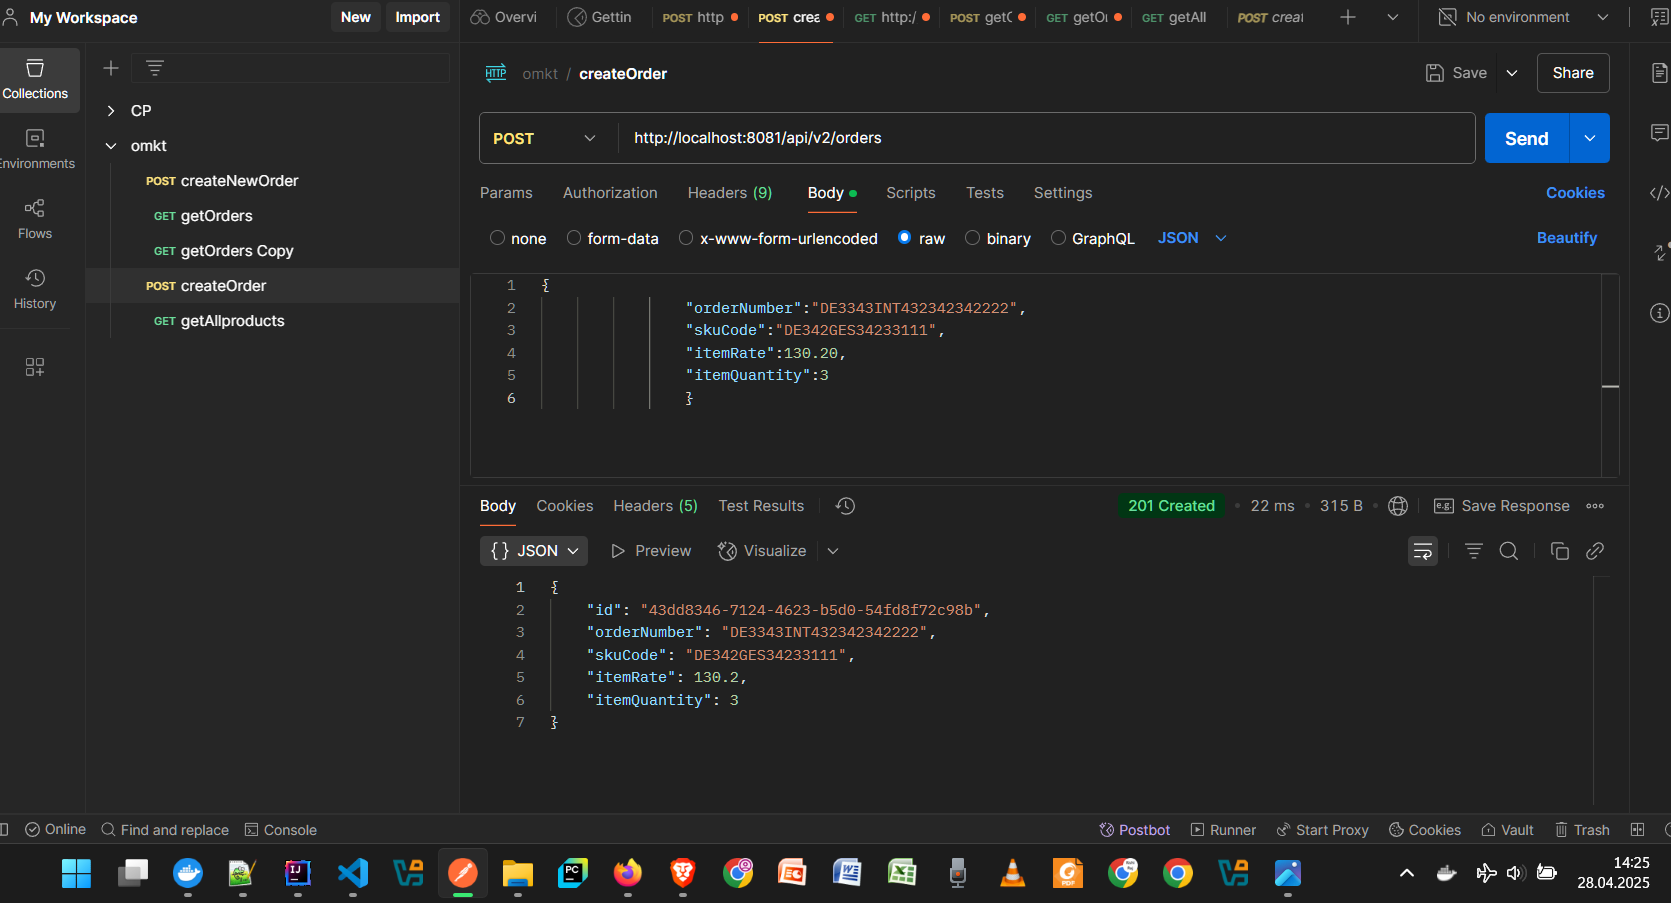 My Workspace
New
Import
Overvi
Gettin
POST http
POST crea
GET http:/
POST getC
GET getOı
GET getAll
POST creat
No environment
Collections
Environments
Flows
History
CP
omkt
POST createNewOrder
GET getOrders
GET getOrders Copy
POST createOrder
GET getAllproducts
HTTP
omkt / createOrder
Save
Share
POST
http://localhost:8081/api/v2/orders
Send
Params
Authorization
Headers (9)
Body
Scripts
Tests
Settings
Cookies
none
form-data
x-www-form-urlencoded
raw
binary
GraphQL
JSON
Beautify
1 {
2 "orderNumber":"DE3343INT432342342222",
3 "skuCode":"DE342GES34233111",
4 "itemRate":130.20,
5 "itemQuantity":3
6 }
Body
Cookies
Headers (5)
Test Results
201 Created
22 ms
315 B
e.g.
Save Response
{} JSON
Preview
Visualize
1 {
2 "id": "43dd8346-7124-4623-b5d0-54fd8f72c98b",
3 "orderNumber": "DE3343INT432342342222",
4 "skuCode": "DE342GES34233111",
5 "itemRate": 130.2,
6 "itemQuantity": 3
7 }
Online
Find and replace
Console
Postbot
Runner
Start Proxy
Cookies
Vault
Trash
IJ
PC
PDF
14:25
28.04.2025